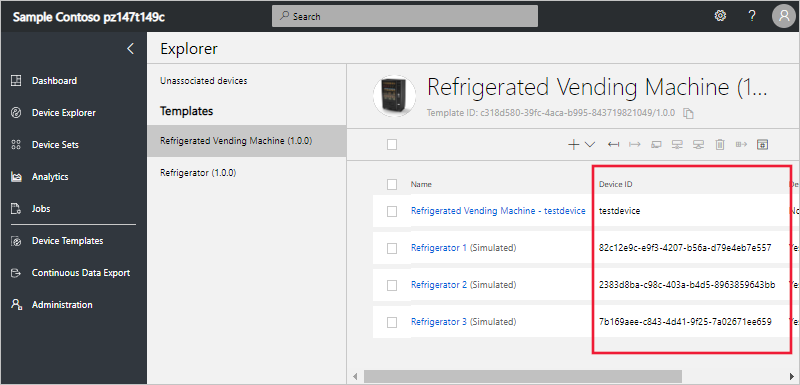 Sample Contoso pz147t149c
Search
?
Explorer
Dashboard
Device Explorer
Device Sets
Analytics
Jobs
Device Templates
Continuous Data Export
Administration
Unassociated devices
Templates
Refrigerated Vending Machine (1.0.0)
Refrigerator (1.0.0)
Refrigerated Vending Machine (1...
Template ID: c318d580-39fc-4aca-b995-843719821049/1.0.0
Name Device ID De
Refrigerated Vending Machine - testdevice testdevice No
Refrigerator 1 (Simulated) 82c12e9c-e9f3-4207-b56a-d79e4eb7e557 Yes
Refrigerator 2 (Simulated) 2383d8ba-c98c-403a-b4d5-8963859643bb Yes
Refrigerator 3 (Simulated) 7b169aee-c843-4d41-9f25-7a02671ee659 Yes